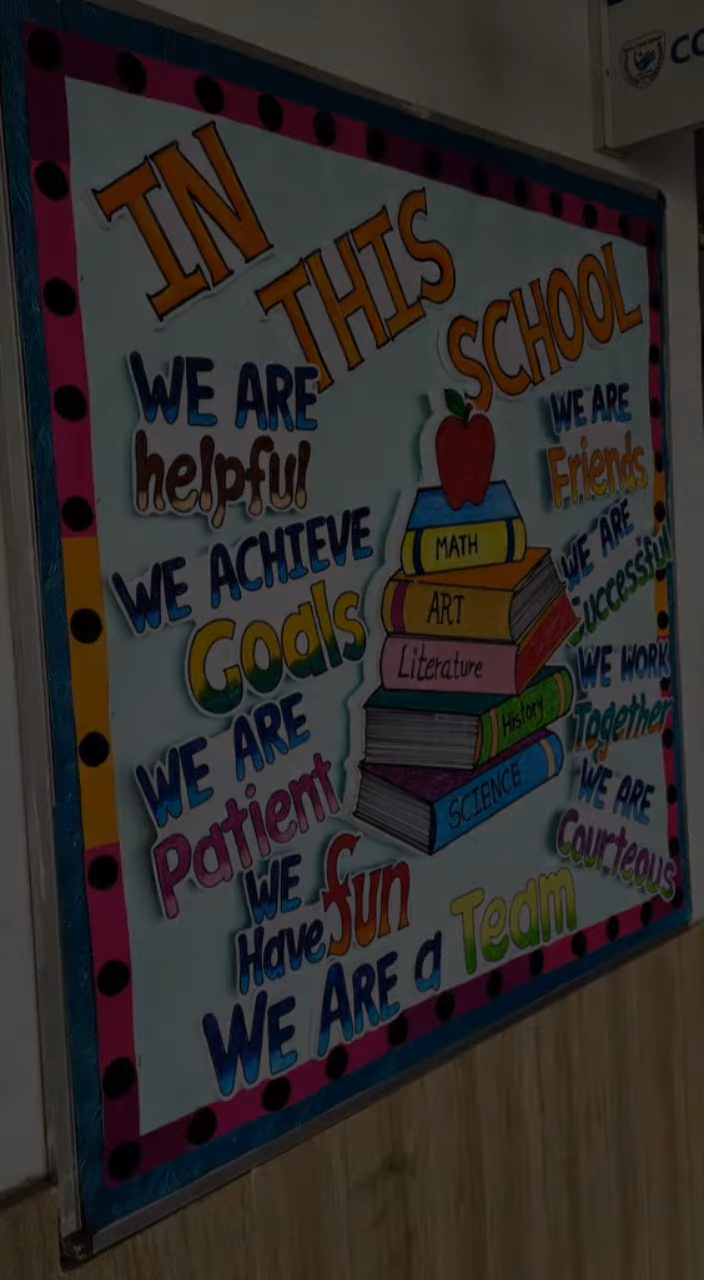 IN
THIS
SCHOOL
WE ARE
helpful
WE ACHIEVE
Goals
WE ARE
Patient
WE
Have fun
WE ARE a Team
MATH
ART
Literature
History
SCIENCE
WE ARE
Friends
WE ARE
Successful
WE WORK
Together
WE ARE
Courteous